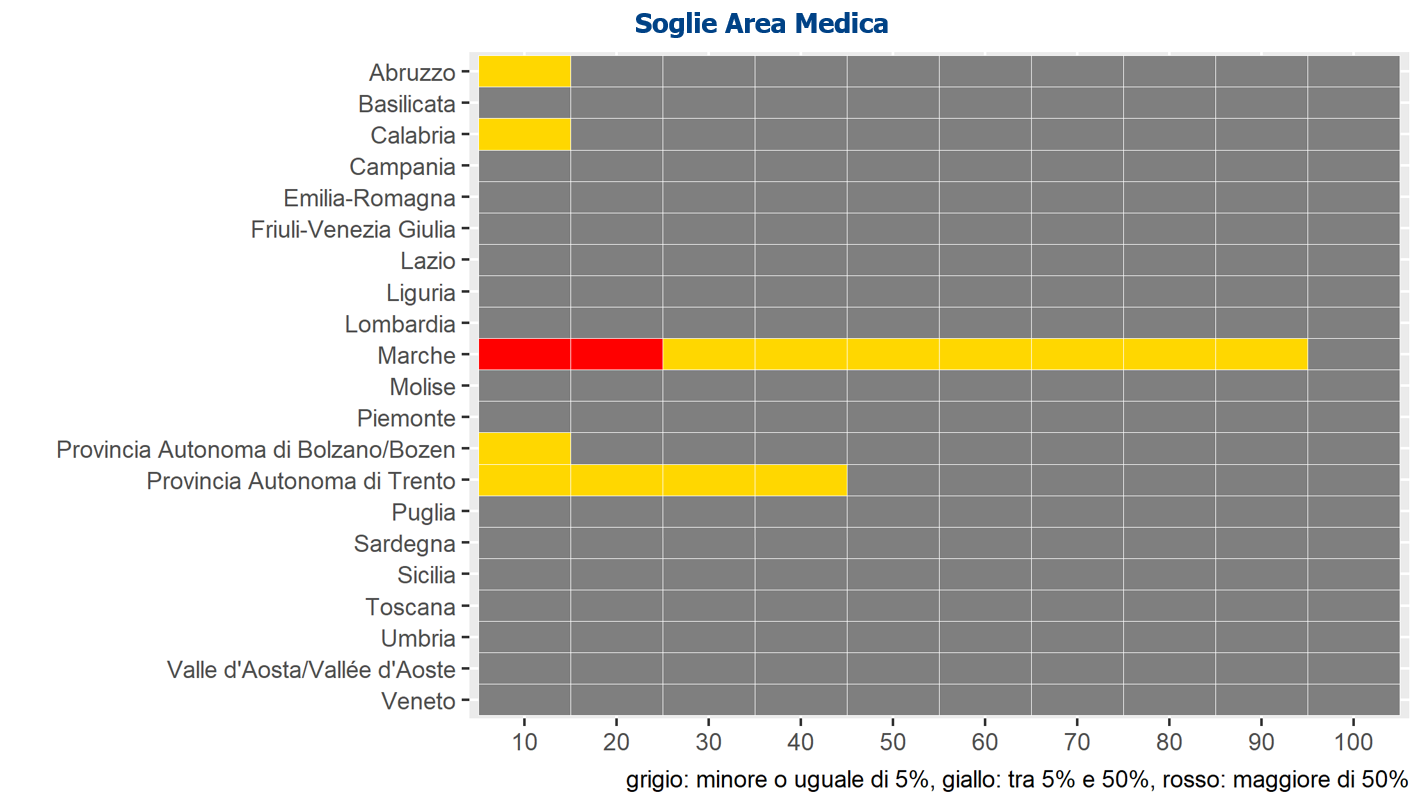 Soglie Area Medica
Abruzzo
Basilicata
Calabria
Campania
Emilia-Romagna
Friuli-Venezia Giulia
Lazio
Liguria
Lombardia
Marche
Molise
Piemonte
Provincia Autonoma di Bolzano/Bozen
Provincia Autonoma di Trento
Puglia
Sardegna
Sicilia
Toscana
Umbria
Valle d'Aosta/Vallée d'Aoste
Veneto
10 20 30 40 50 60 70 80 90 100
grigio: minore o uguale di 5%, giallo: tra 5% e 50%, rosso: maggiore di 50%